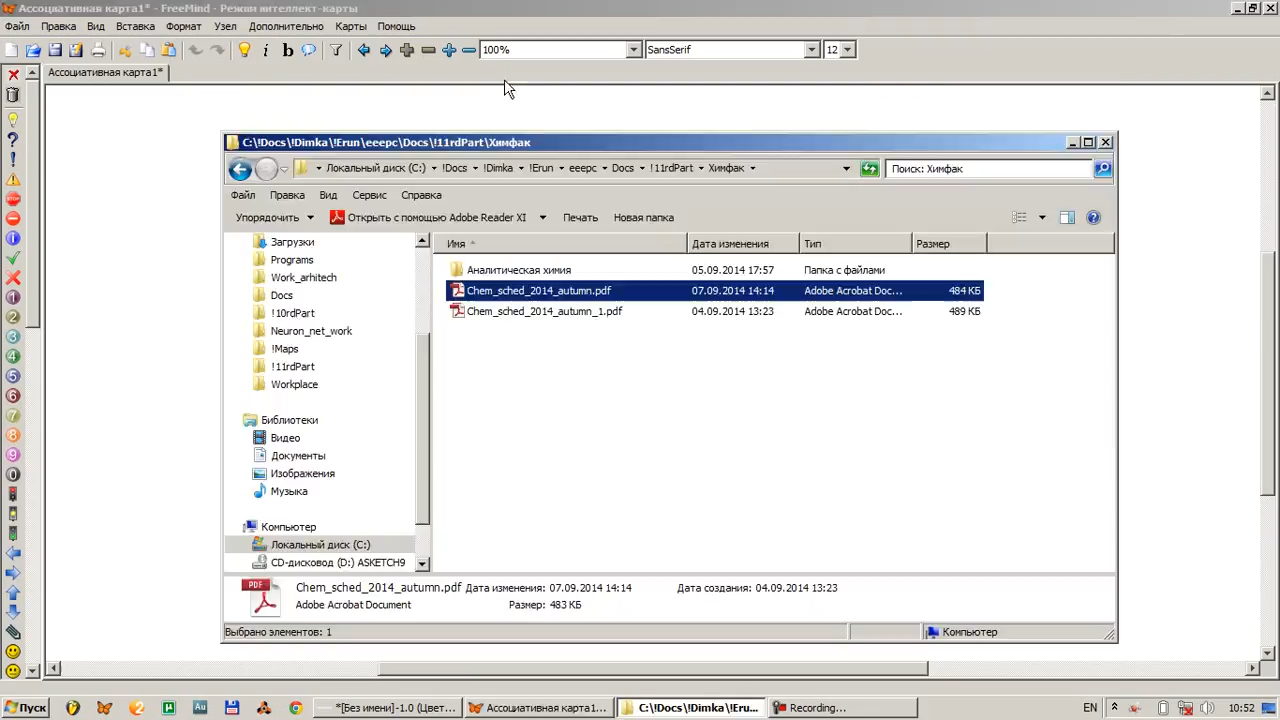 Ассоциативная карта1* - FreeMind - Режим интеллект-карты
Файл Правка Вид Вставка Формат Узел Дополнительно Карты Помощь
100% SansSerif 12
Ассоциативная карта1*
C:\!Docs\!Dimka\!Erun\eeepc\Docs\!11rdPart\Химфак
Локальный диск (C:) !Docs !Dimka !Erun eeepc Docs !11rdPart Химфак Поиск: Химфак
Файл Правка Вид Сервис Справка
Упорядочить Открыть с помощью Adobe Reader XI Печать Новая папка
Загрузки
Programs
Work_arhitech
Docs
!10rdPart
Neuron_net_work
!Maps
!11rdPart
Workplace
Библиотеки
Видео
Документы
Изображения
Музыка
Компьютер
Локальный диск (C:)
CD-дисковод (D:) ASKETCH9
Имя Дата изменения Тип Размер
Аналитическая химия 05.09.2014 17:57 Папка с файлами
Chem_sched_2014_autumn.pdf 07.09.2014 14:14 Adobe Acrobat Doc... 484 КБ
Chem_sched_2014_autumn_1.pdf 04.09.2014 13:23 Adobe Acrobat Doc... 489 КБ
PDF
Chem_sched_2014_autumn.pdf Дата изменения: 07.09.2014 14:14 Дата создания: 04.09.2014 13:23
Adobe Acrobat Document Размер: 483 КБ
Выбрано элементов: 1 Компьютер
Пуск *[Без имени]-1.0 (Цвет... Ассоциативная карта1... C:\!Docs\!Dimka\!Eru... Recording... EN 10:52